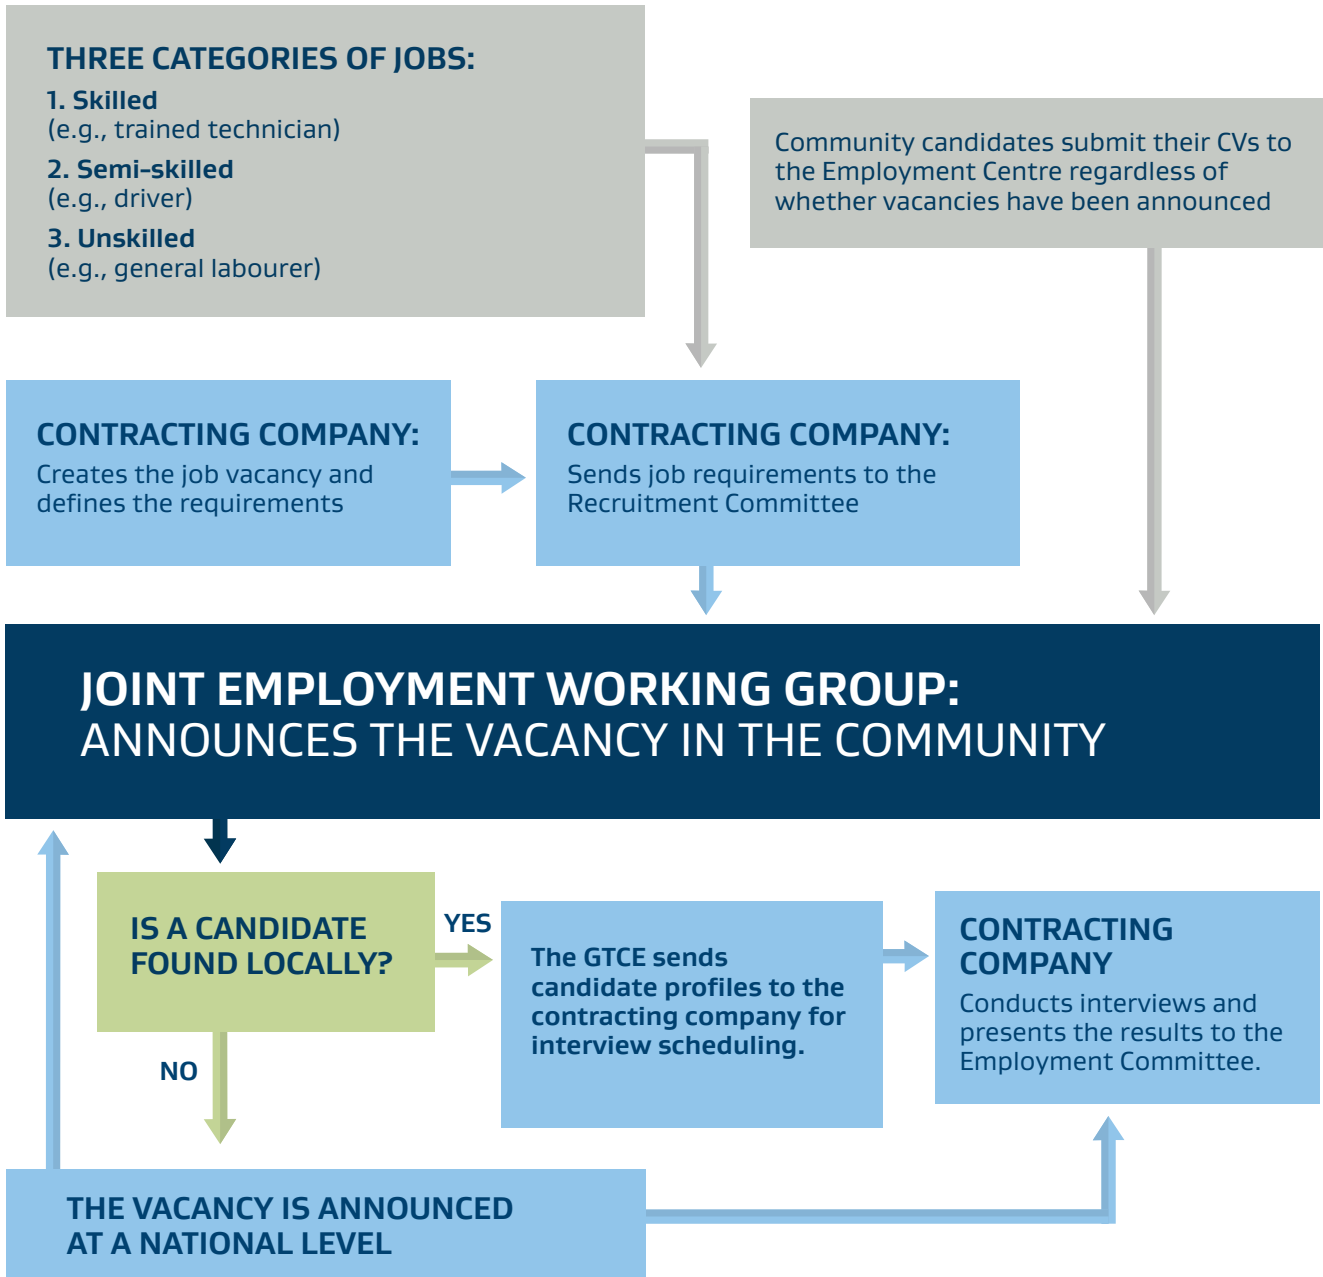 THREE CATEGORIES OF JOBS:
1. Skilled
(e.g., trained technician)
2. Semi-skilled
(e.g., driver)
3. Unskilled
(e.g., general labourer)
Community candidates submit their CVs to
the Employment Centre regardless of
whether vacancies have been announced
CONTRACTING COMPANY:
Creates the job vacancy and
defines the requirements
CONTRACTING COMPANY:
Sends job requirements to the
Recruitment Committee
JOINT EMPLOYMENT WORKING GROUP:
ANNOUNCES THE VACANCY IN THE COMMUNITY
IS A CANDIDATE
FOUND LOCALLY?
YES
The GTCE sends
candidate profiles to the
contracting company for
interview scheduling.
CONTRACTING
COMPANY
Conducts interviews and
presents the results to the
Employment Committee.
NO
THE VACANCY IS ANNOUNCED
AT A NATIONAL LEVEL